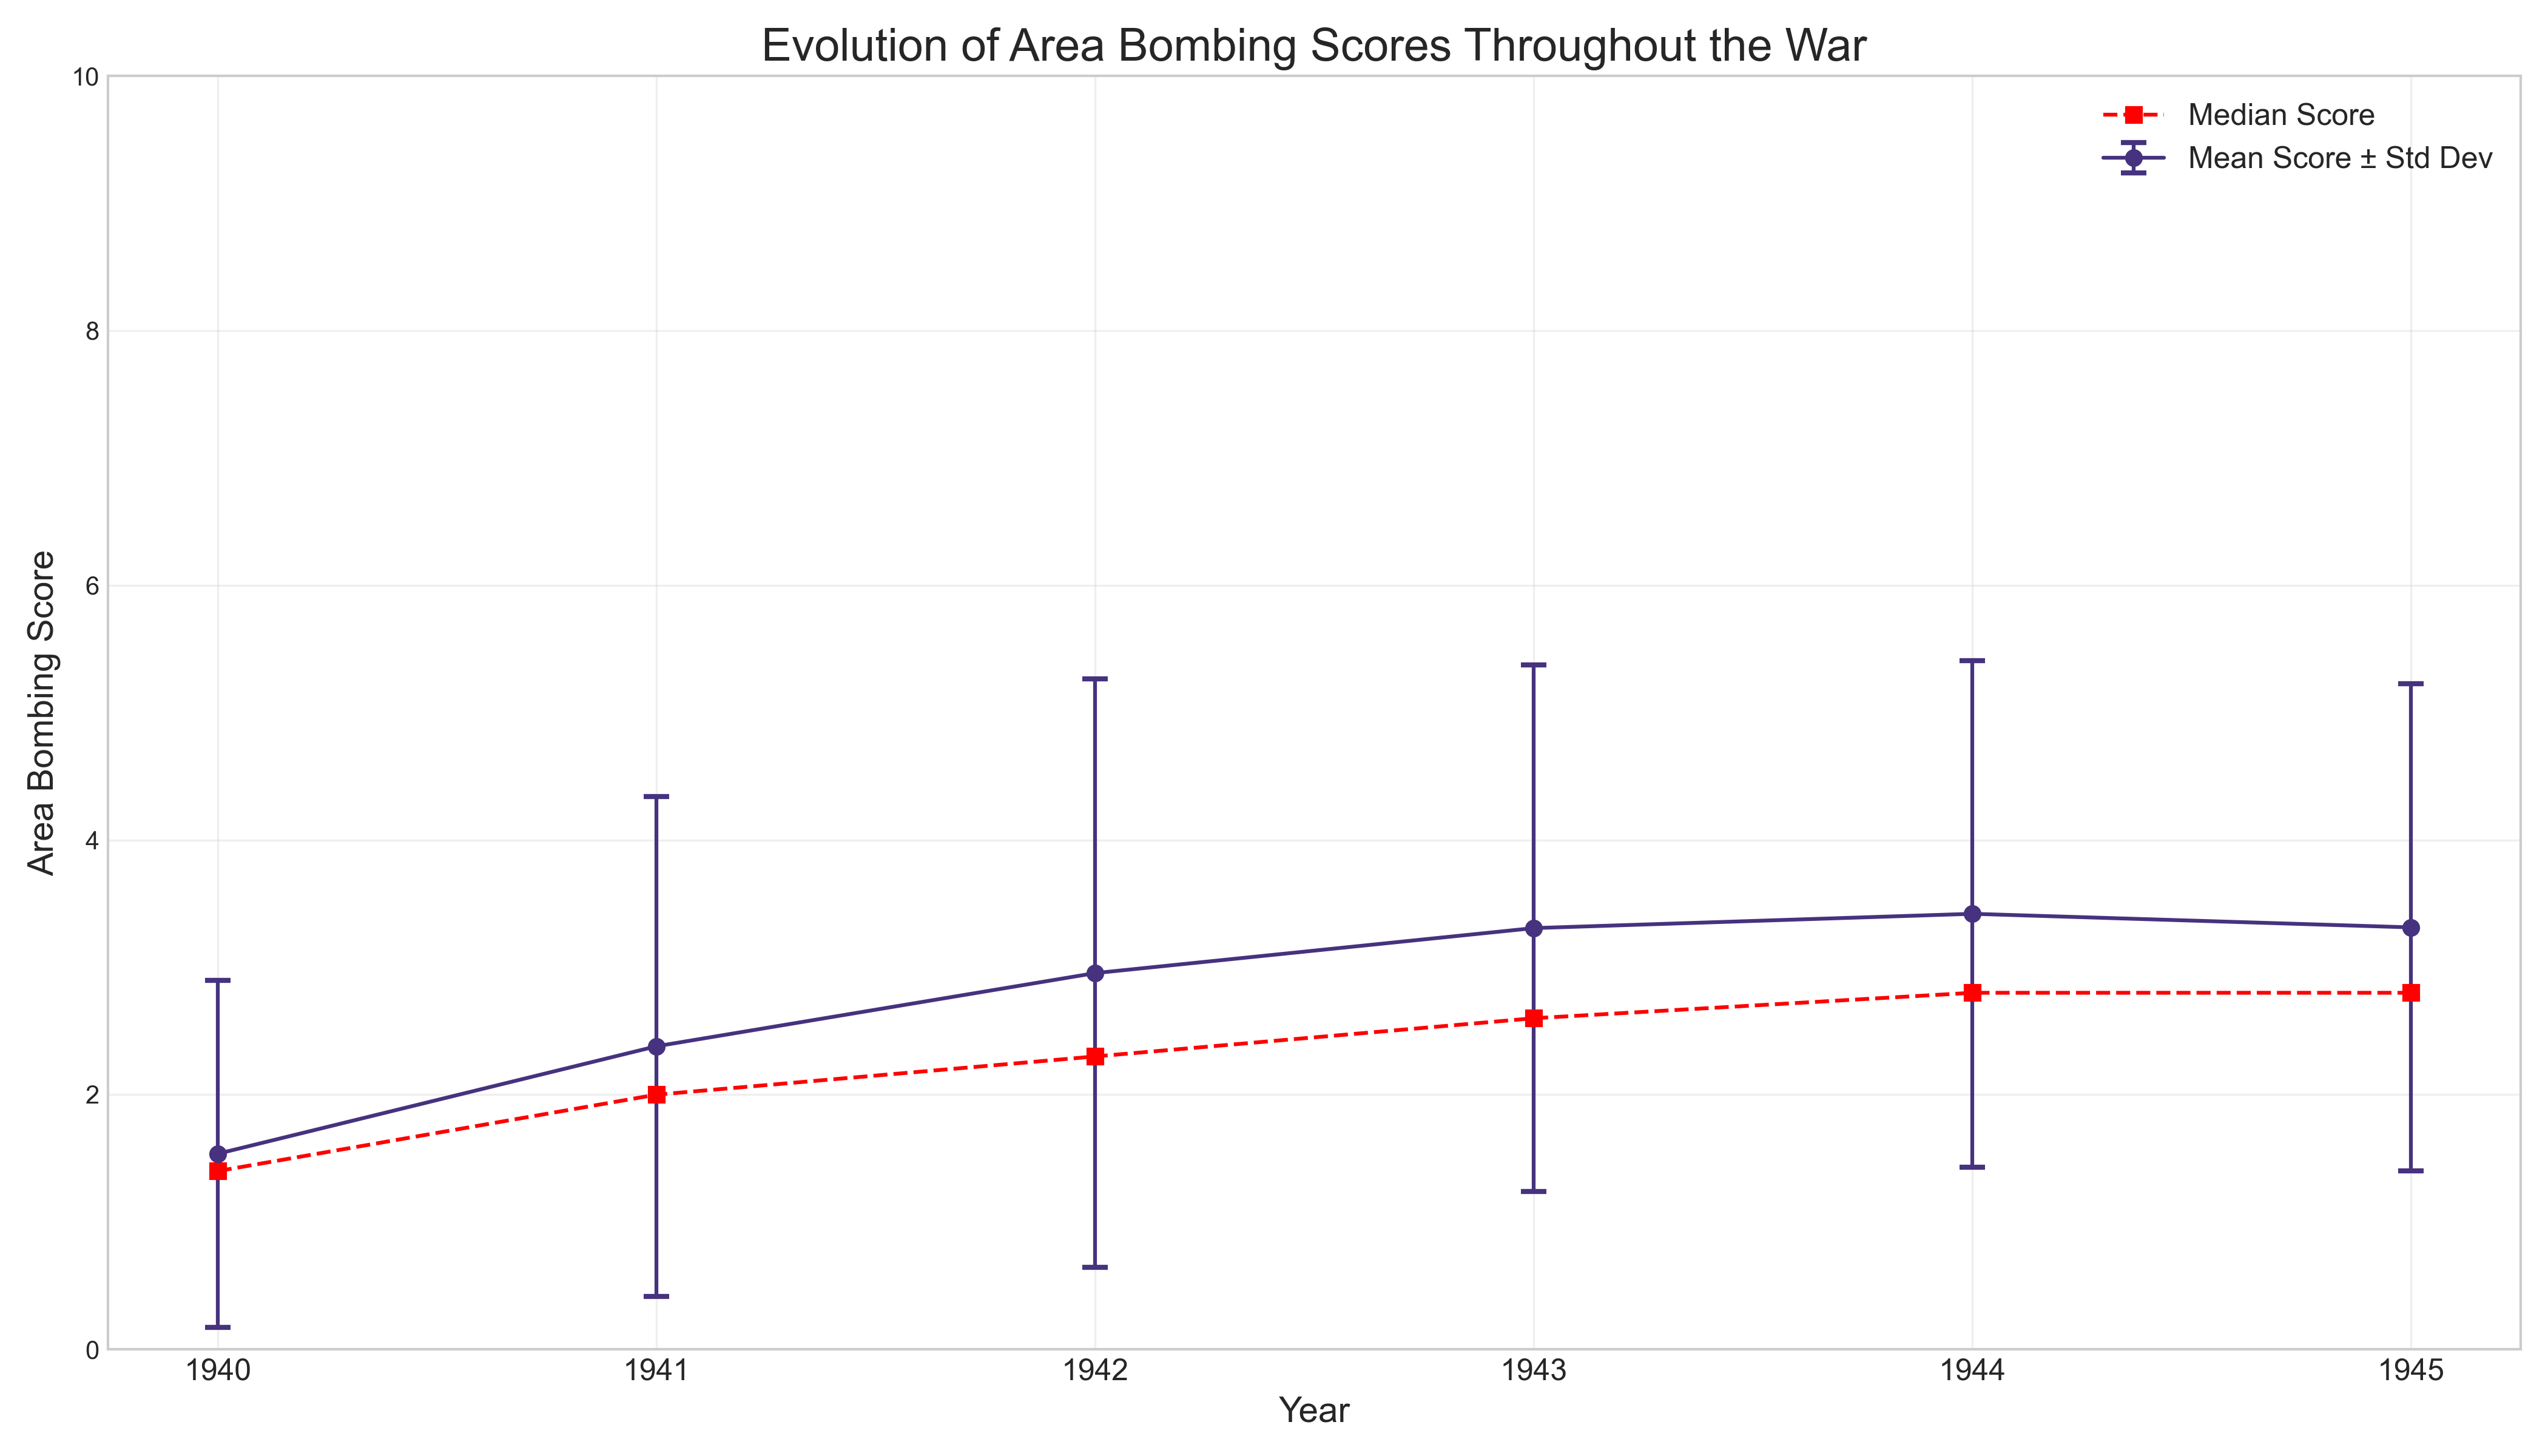 Evolution of Area Bombing Scores Throughout the War
Median Score
Mean Score ± Std Dev
Area Bombing Score
10
8
6
4
2
0
1940 1941 1942 1943 1944 1945
Year